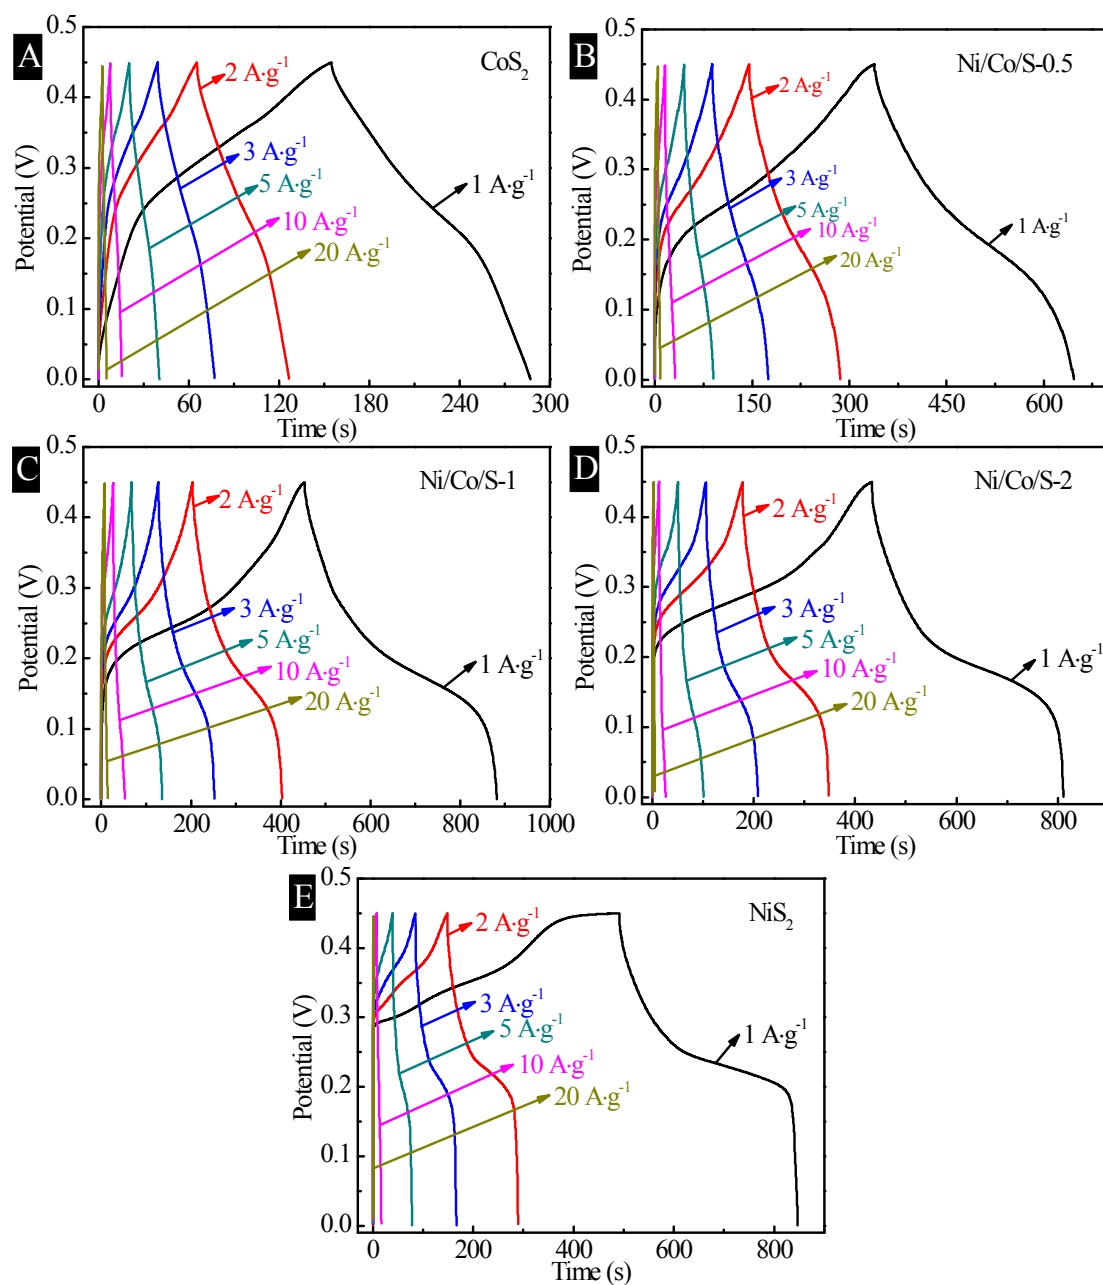 A
CoS₂
0.5
0.4
0.3
0.2
0.1
0.0
Potential (V)
2 A·g⁻¹
3 A·g⁻¹
5 A·g⁻¹
10 A·g⁻¹
20 A·g⁻¹
1 A·g⁻¹
0 60 120 180 240 300
Time (s)
B
Ni/Co/S-0.5
0.5
0.4
0.3
0.2
0.1
0.0
Potential (V)
2 A·g⁻¹
3 A·g⁻¹
5 A·g⁻¹
10 A·g⁻¹
20 A·g⁻¹
1 A·g⁻¹
0 150 300 450 600
Time (s)
C
Ni/Co/S-1
0.5
0.4
0.3
0.2
0.1
0.0
Potential (V)
2 A·g⁻¹
3 A·g⁻¹
5 A·g⁻¹
10 A·g⁻¹
20 A·g⁻¹
1 A·g⁻¹
0 200 400 600 800 1000
Time (s)
D
Ni/Co/S-2
0.5
0.4
0.3
0.2
0.1
0.0
Potential (V)
2 A·g⁻¹
3 A·g⁻¹
5 A·g⁻¹
10 A·g⁻¹
20 A·g⁻¹
1 A·g⁻¹
0 200 400 600 800
Time (s)
E
NiS₂
0.5
0.4
0.3
0.2
0.1
0.0
Potential (V)
2 A·g⁻¹
3 A·g⁻¹
5 A·g⁻¹
10 A·g⁻¹
20 A·g⁻¹
1 A·g⁻¹
0 200 400 600 800
Time (s)